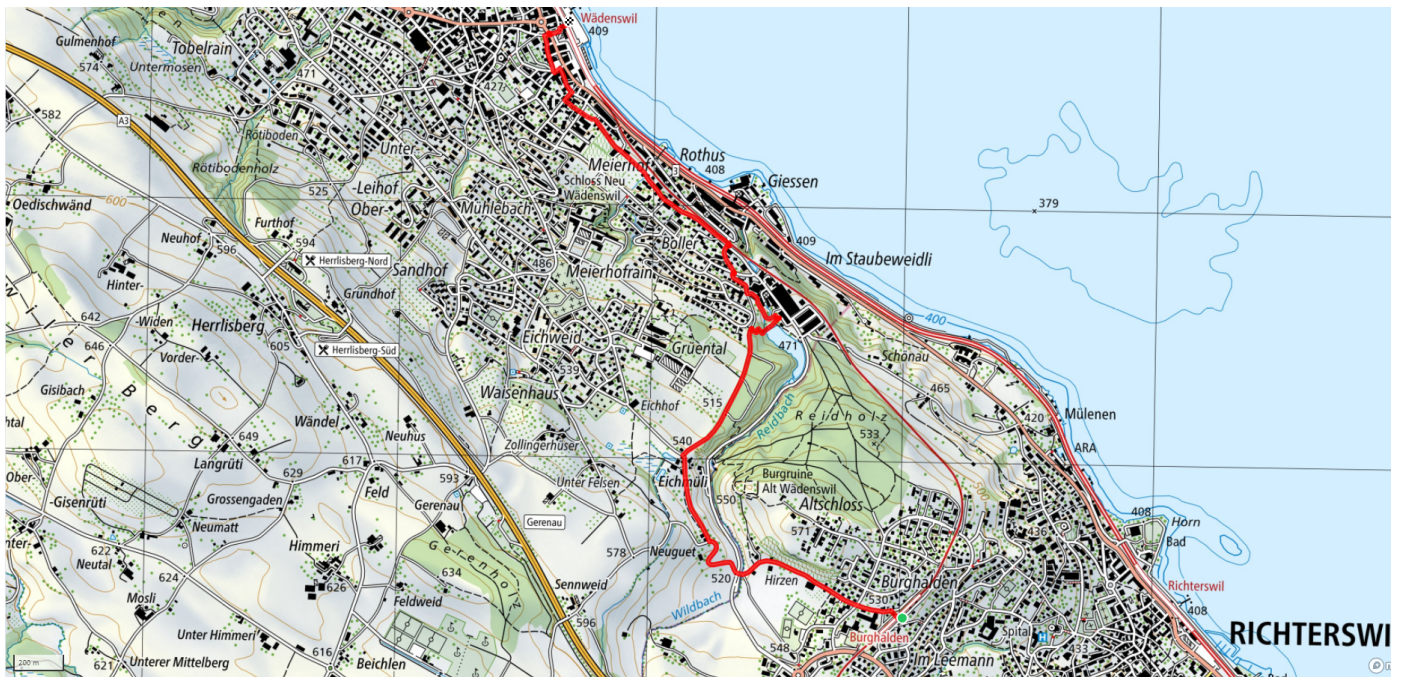 Wädenswil
409
Gulmenhof
574
Tobelrain
Untermosen
471
427
582
A3
Rötiboden
Unter-
Rötibodenholz
Meierhof
Rothus
3
408
Giessen
525
-Leihof
Schloss Neu
Wädenswil
Oedischwänd
600
Ober-
Mühlebach
379
Furthof
Neuhof
596
594
Boller
409
Herrlisberg-Nord
Sandhof
486
Meierhofrain
Im Staubeweidli
Hinter-
Grundhof
642
-Widen
Herrlisberg
400
646
Vorder-
605
Herrlisberg-Süd
Eichweid
Grüental
471
Schönau
539
Gisibach
Berg
Waisenhaus
515
465
Eichhof
Reidbach
Reidholz
420
Mülenen
Wändel
Neuhus
533
649
540
ARA
Langrüti
Zollingerhüser
Ober-
629
617
593
Unter Felsen
Eichmüli
Burgruine
Alt Wädenswil
500
-Gisenrüti
Grossengaden
Feld
Gerenau
550
Altschloss
408
Horn
Neumatt
Gerenau
571
Bad
Himmeri
578
Neuguet
622
Neutal
634
Gerenholz
520
Hirzen
Burghalden
624
626
Sennweid
530
Richterswil
Mosli
Feldweid
Wildbach
408
596
Burghalden
Spital
H
RICHTERSWI
Unter Himmeri
548
433
616
Im Leemann
200 m
621
Unterer Mittelberg
Beichlen